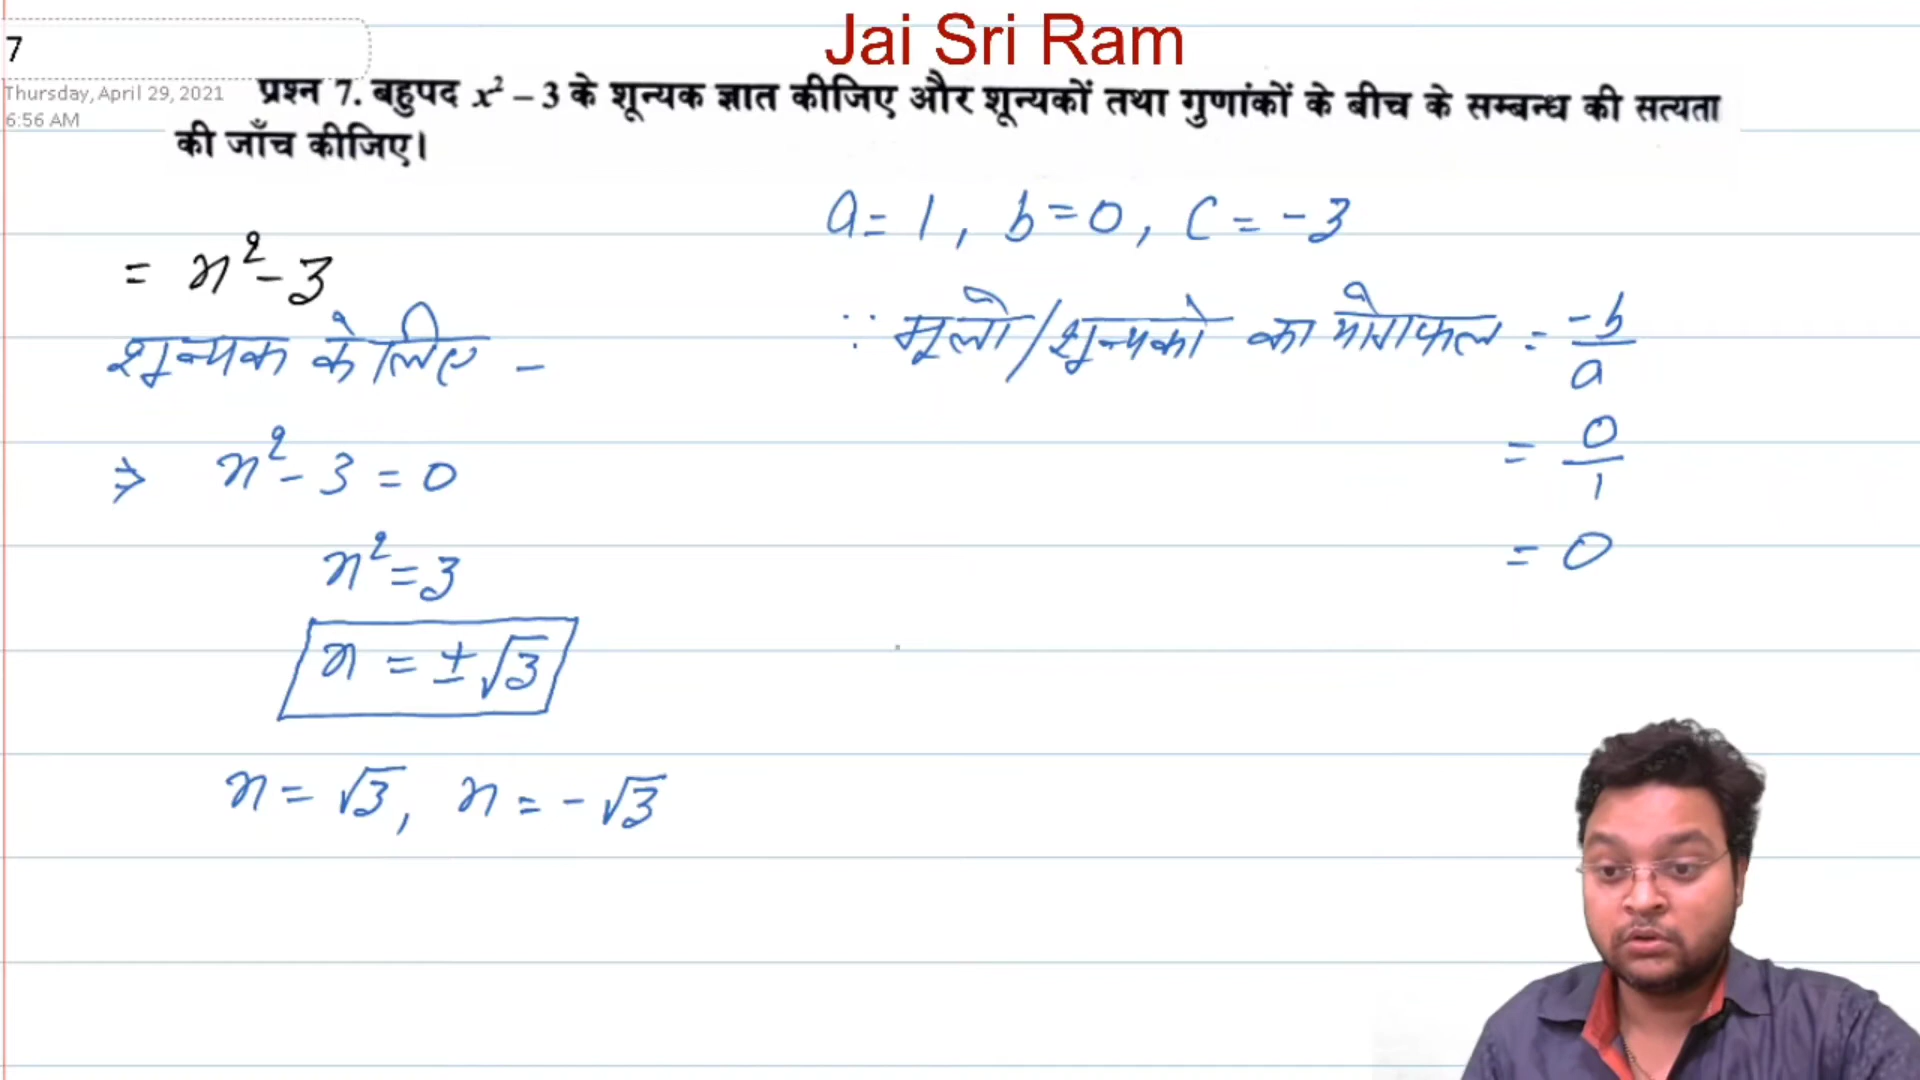 Jai Sri Ram
7
Thursday, April 29, 2021
6:56 AM
प्रश्न 7. बहुपद x² – 3 के शून्यक ज्ञात कीजिए और शून्यकों तथा गुणांकों के बीच के सम्बन्ध की सत्यता
की जाँच कीजिए।
= x² - 3
शून्यक के लिए -
⇒ x² - 3 = 0
x² = 3
x = ± √3
x = √3, x = - √3
a = 1, b = 0, c = -3
∵ मूलो / शून्यको का योगफल = -b/a
= 0/1
= 0